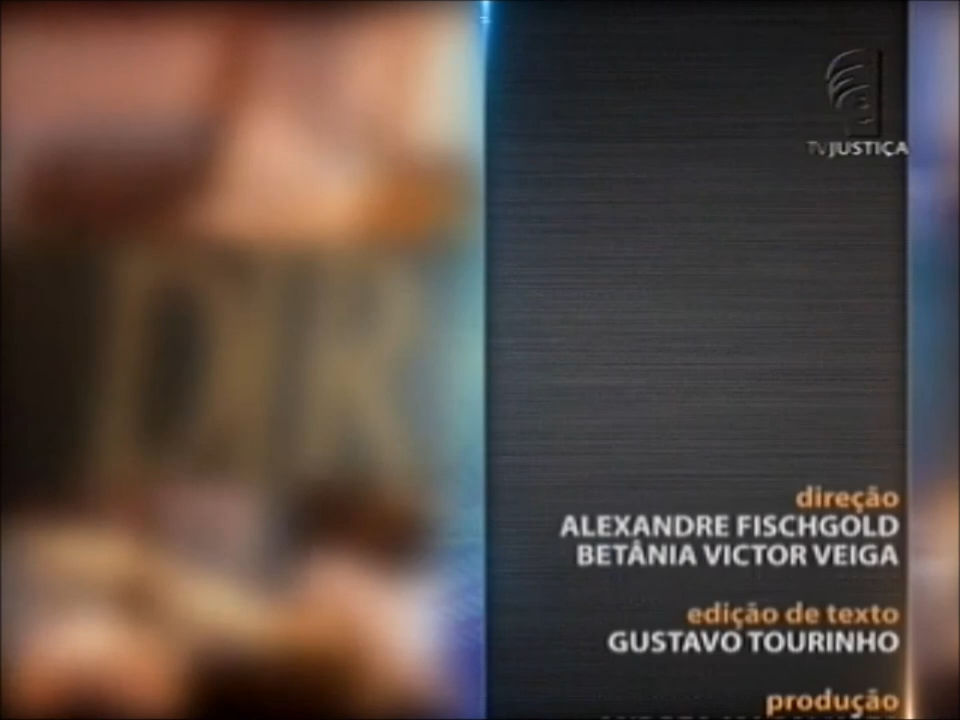 TVJUSTIÇA
direção
ALEXANDRE FISCHGOLD
BETÂNIA VICTOR VEIGA
edição de texto
GUSTAVO TOURINHO
produção